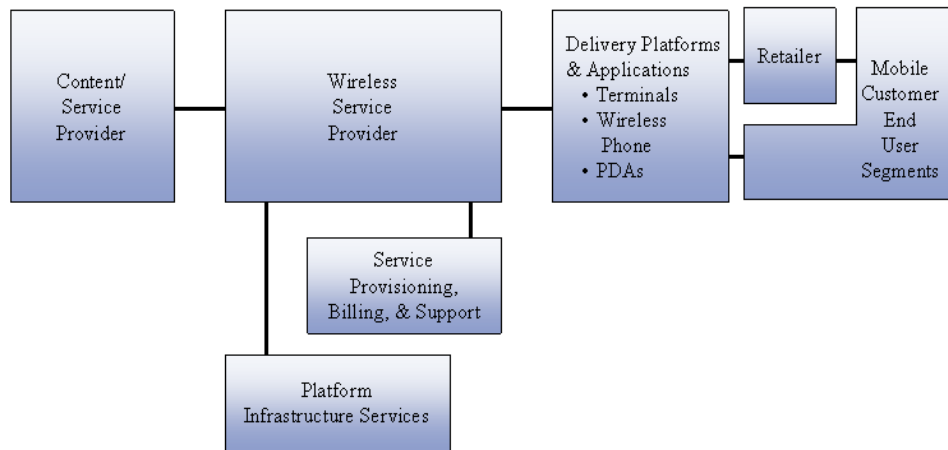 Content/
Service
Provider
Wireless
Service
Provider
Delivery Platforms
& Applications
• Terminals
• Wireless
Phone
• PDAs
Retailer
Mobile
Customer
End
User
Segments
Service
Provisioning,
Billing, & Support
Platform
Infrastructure Services